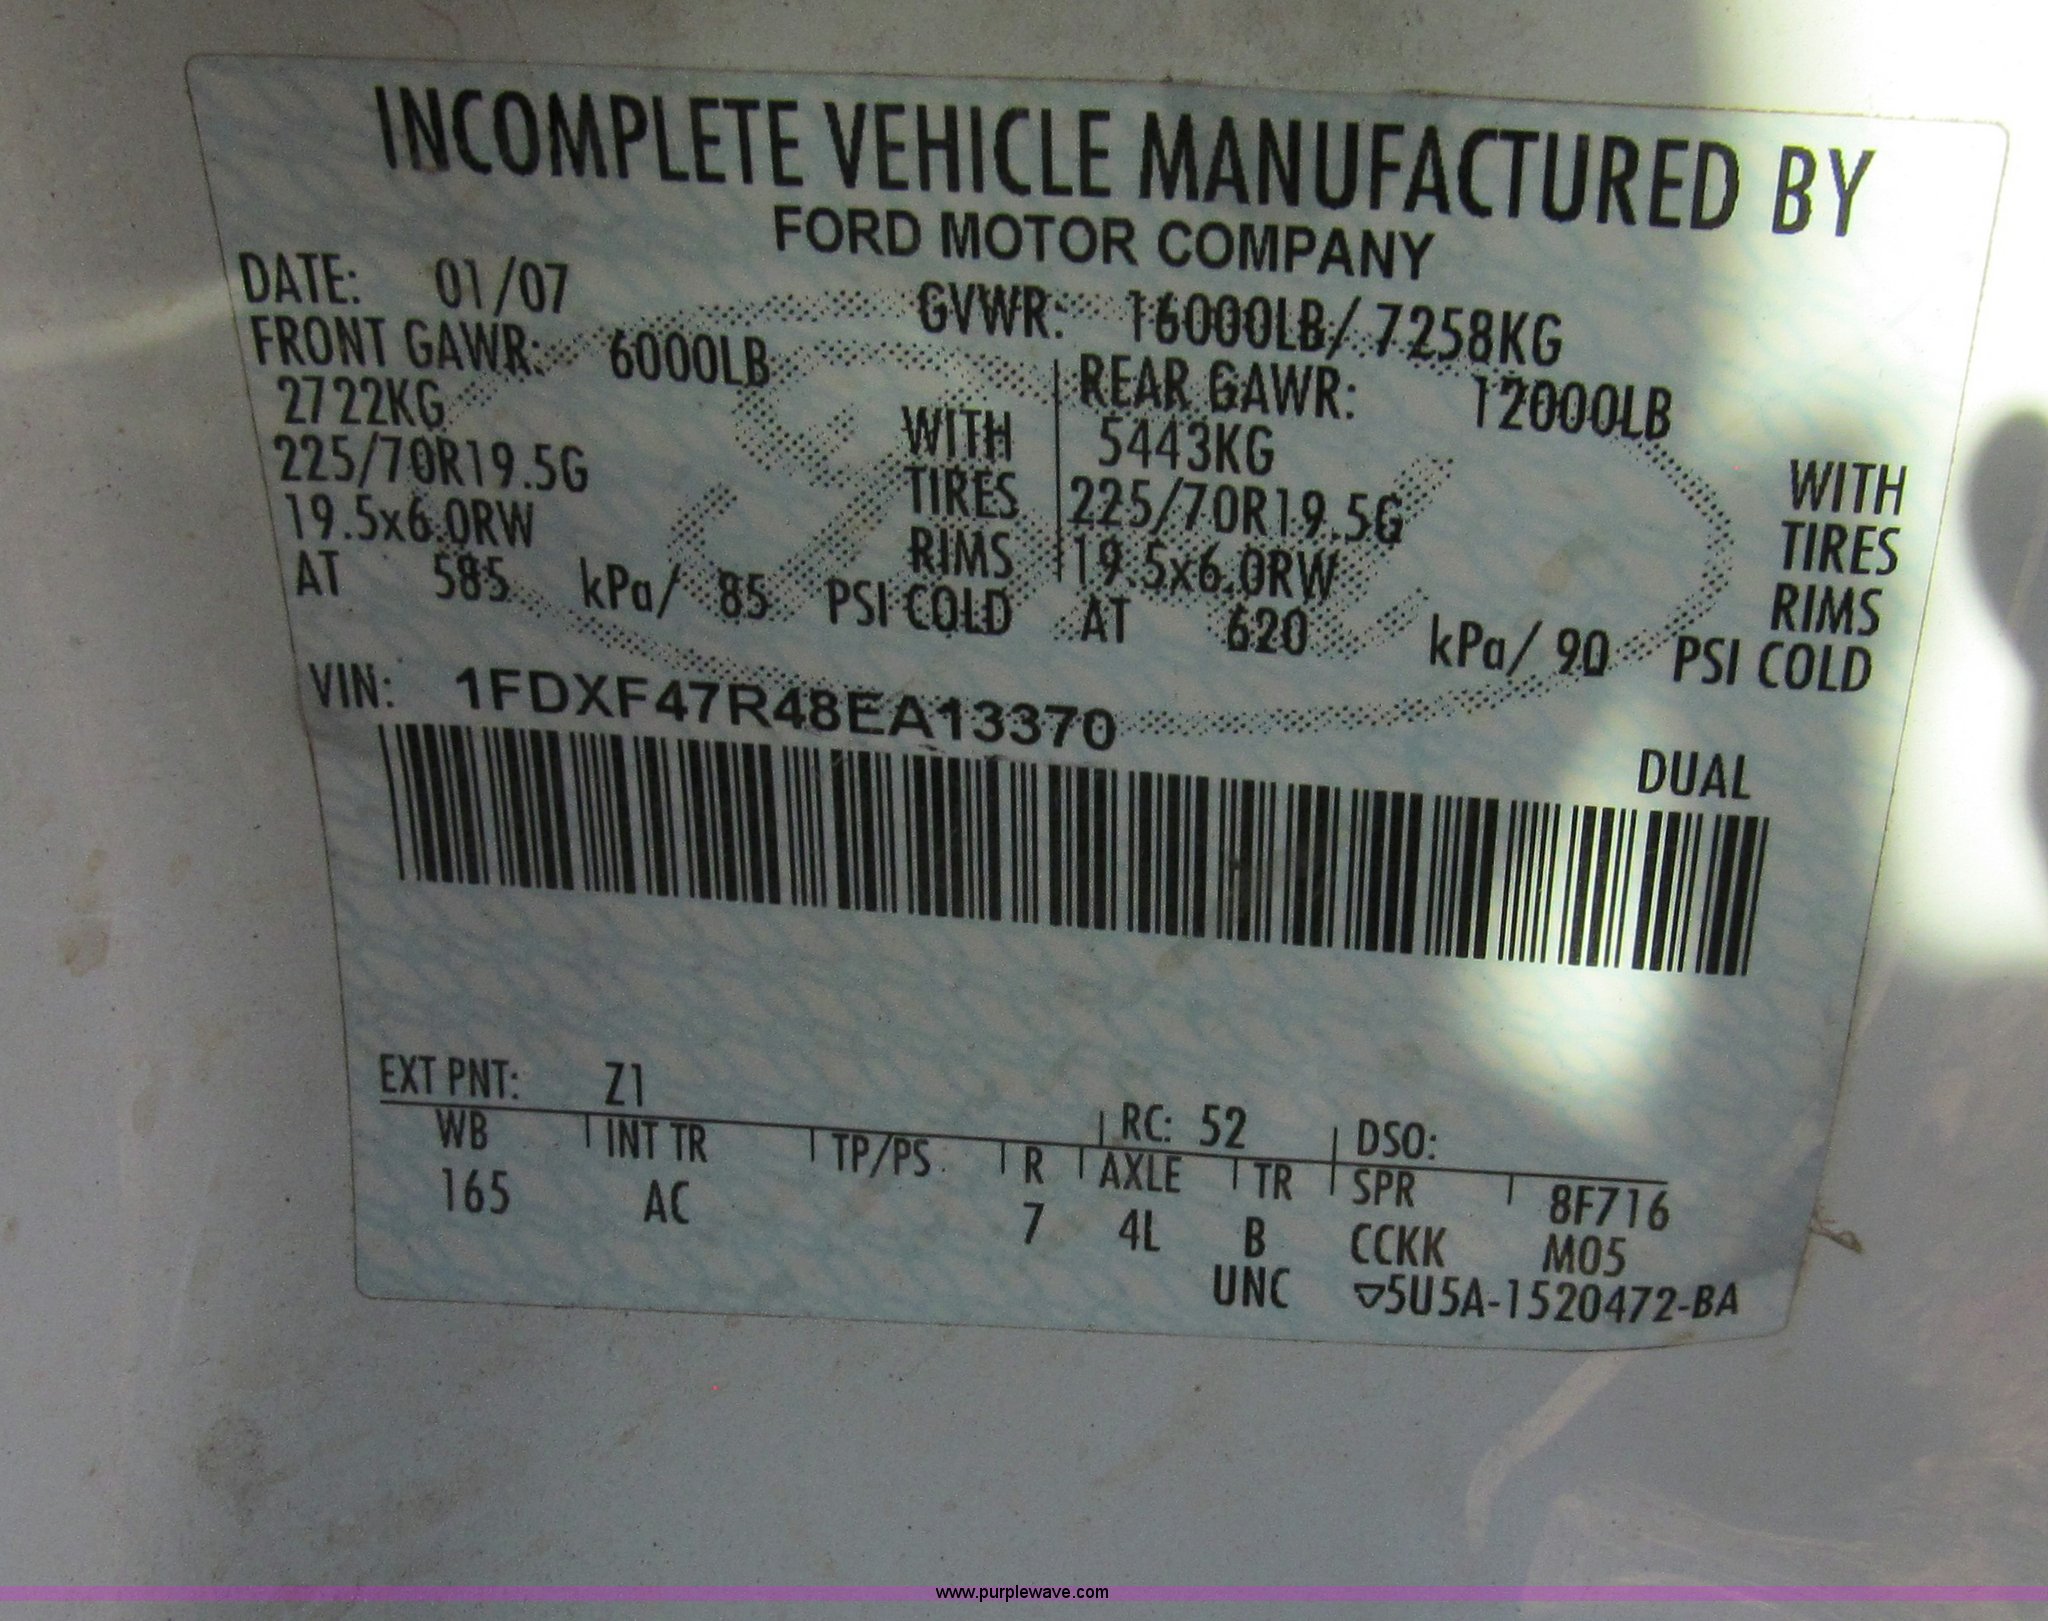 INCOMPLETE VEHICLE MANUFACTURED BY
FORD MOTOR COMPANY
DATE: 01/07 GVWR: 16000LB/ 7258KG
FRONT GAWR: 6000LB REAR GAWR: 12000LB
2722KG WITH 5443KG WITH
225/70R19.5G TIRES 225/70R19.5G TIRES
19.5x6.0RW RIMS 19.5x6.0RW RIMS
AT 585 kPa/ 85 PSI COLD AT 620 kPa/ 90 PSI COLD
VIN: 1FDXF47R48EA13370
DUAL
EXT PNT: Z1 RC: 52 DSO:
WB INT TR TP/PS R AXLE TR SPR 8F716
165 AC 7 4L B CCKK M05
UNC ▽5U5A-1520472-BA
www.purplewave.com